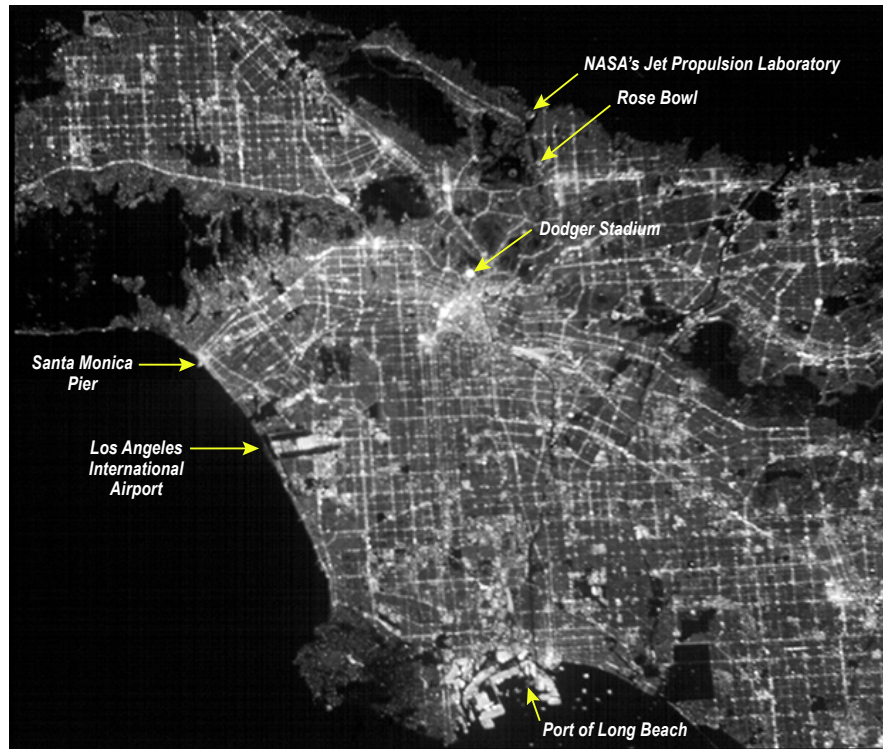 NASA's Jet Propulsion Laboratory
Rose Bowl
Dodger Stadium
Santa Monica
Pier
Los Angeles
International
Airport
Port of Long Beach